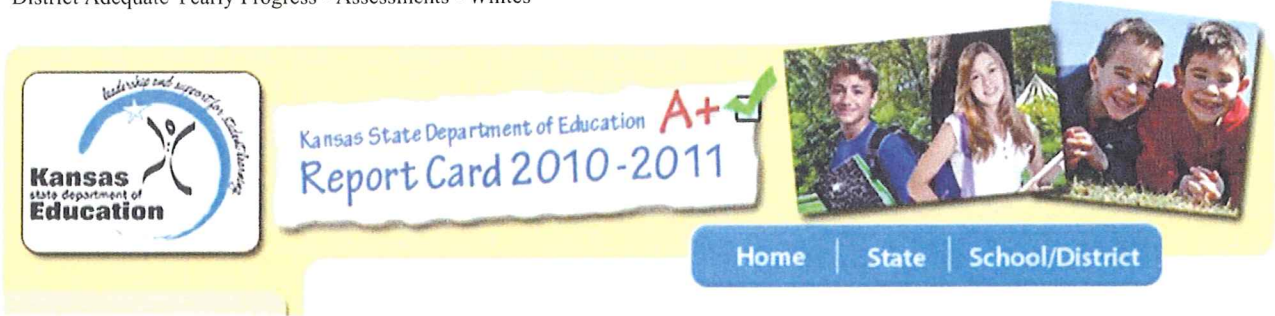 District Adequate Yearly Progress - Assessments - Whites
leadership and support for student learning
Kansas
state department of
Education
Kansas State Department of Education A+
Report Card 2010-2011
Home | State | School/District